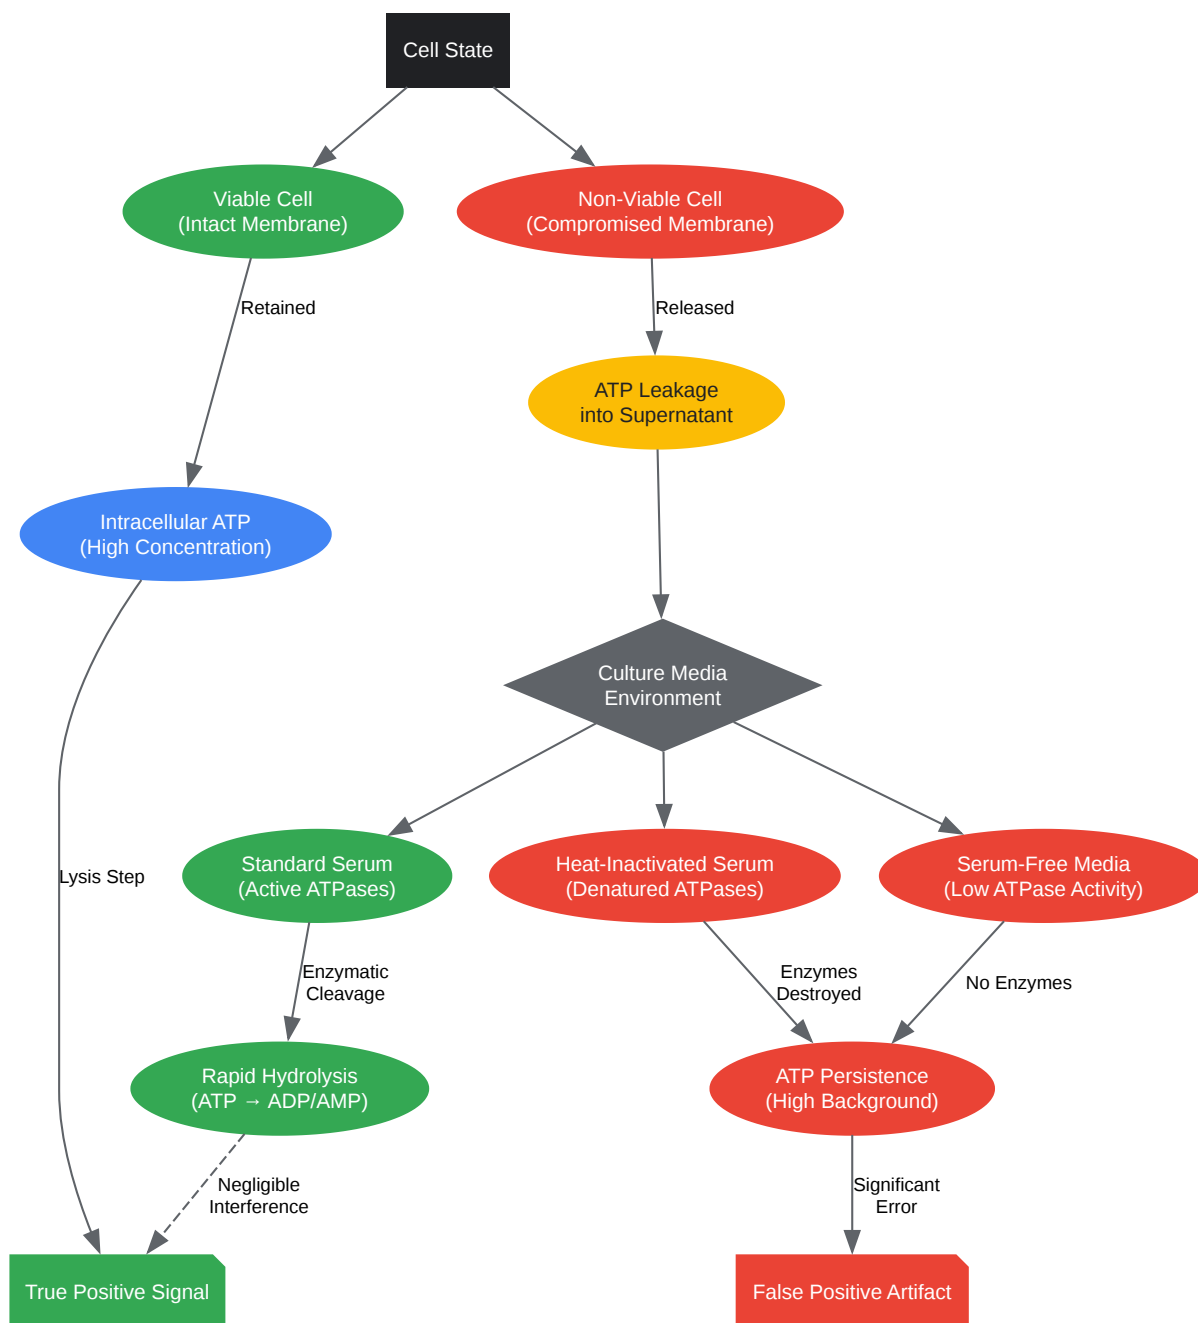 Cell State
Viable Cell
(Intact Membrane)
Non-Viable Cell
(Compromised Membrane)
Retained
Released
ATP Leakage
into Supernatant
Intracellular ATP
(High Concentration)
Culture Media
Environment
Lysis Step
Standard Serum
(Active ATPases)
Heat-Inactivated Serum
(Denatured ATPases)
Serum-Free Media
(Low ATPase Activity)
Enzymatic
Cleavage
Enzymes
Destroyed
No Enzymes
Rapid Hydrolysis
(ATP → ADP/AMP)
ATP Persistence
(High Background)
Negligible
Interference
Significant
Error
True Positive Signal
False Positive Artifact